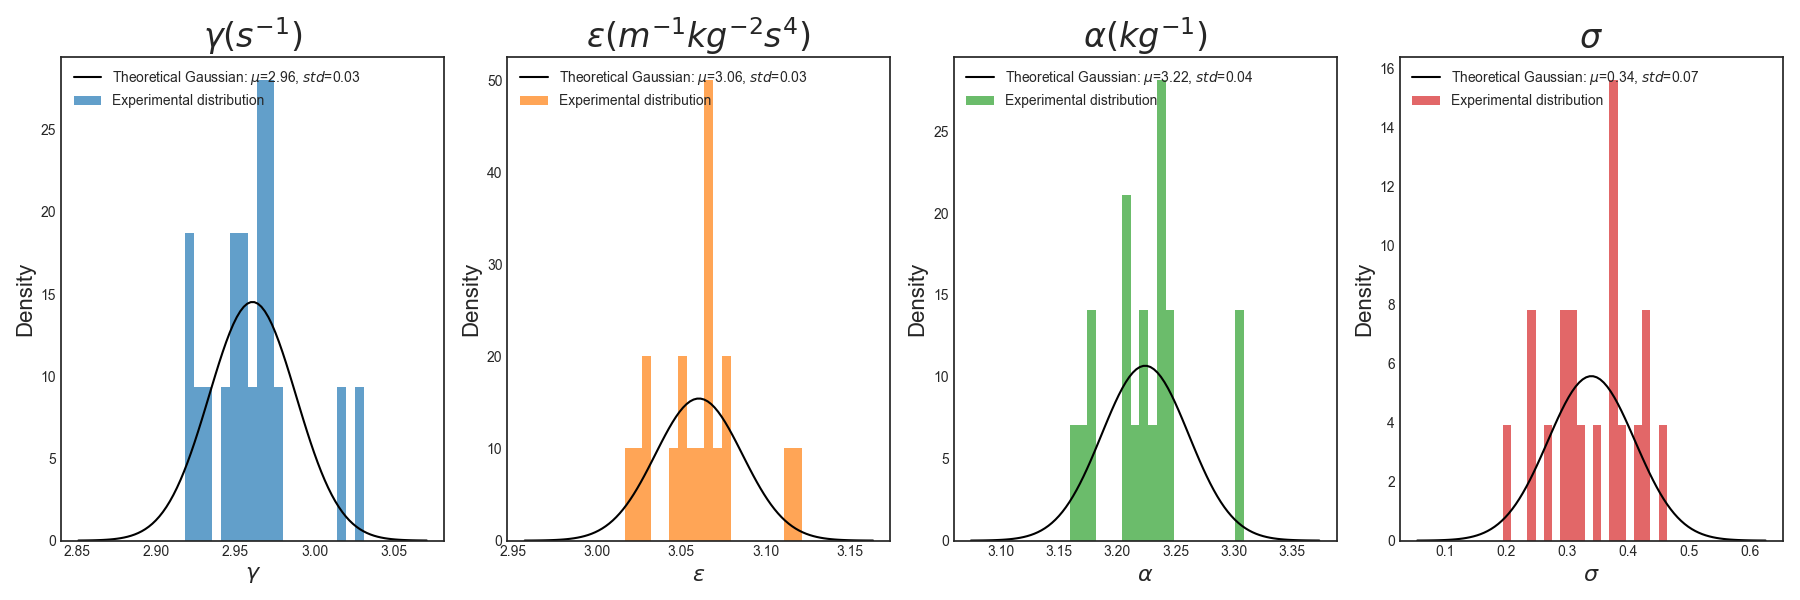 γ(s⁻¹)
Theoretical Gaussian: μ=2.96, std=0.03
Experimental distribution
Density
25
20
15
10
5
0
2.85 2.90 2.95 3.00 3.05
γ
ε(m⁻¹kg⁻²s⁴)
Theoretical Gaussian: μ=3.06, std=0.03
Experimental distribution
Density
50
40
30
20
10
0
2.95 3.00 3.05 3.10 3.15
ε
α(kg⁻¹)
Theoretical Gaussian: μ=3.22, std=0.04
Experimental distribution
Density
25
20
15
10
5
0
3.10 3.15 3.20 3.25 3.30 3.35
α
σ
Theoretical Gaussian: μ=0.34, std=0.07
Experimental distribution
Density
16
14
12
10
8
6
4
2
0
0.1 0.2 0.3 0.4 0.5 0.6
σ